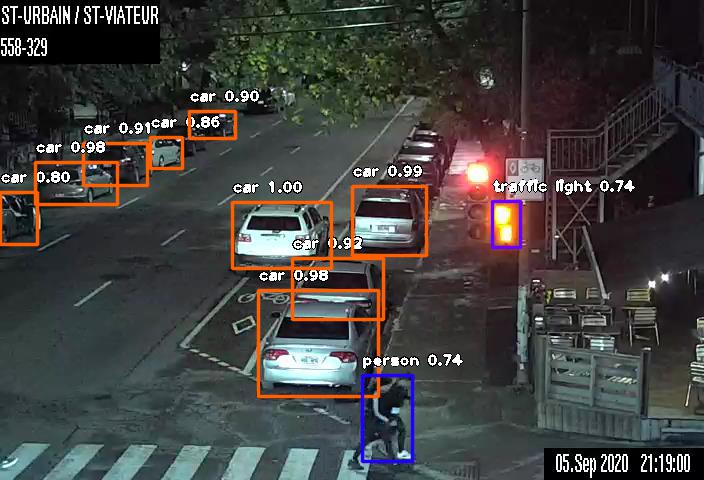 ST-URBAIN / ST-VIATEUR
558-329
car 0.90
car 0.91
car 0.86
car 0.98
car 0.80
car 1.00
car 0.99
traffic light 0.74
car 0.92
car 0.98
person 0.74
05.Sep 2020 21:19:00